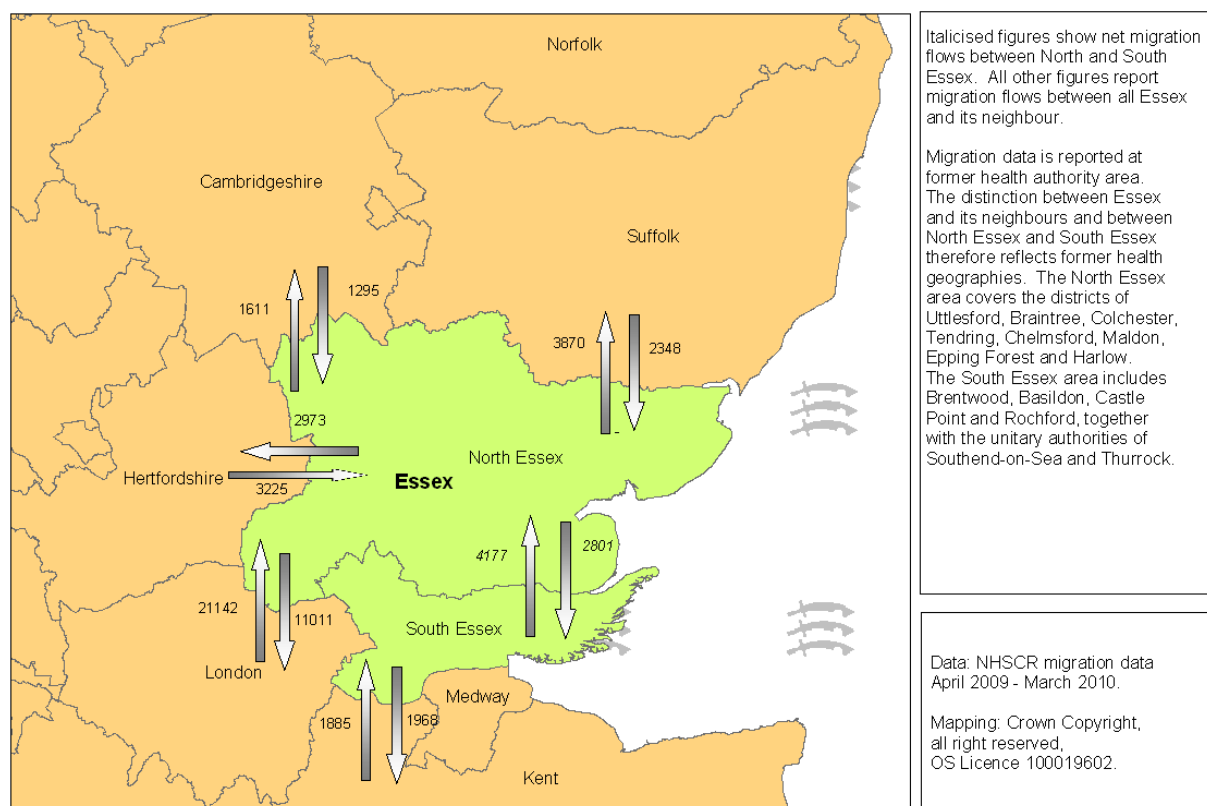 Norfolk
Cambridgeshire
Suffolk
1611
1295
3870
2348
2973
North Essex
Hertfordshire
Essex
3225
4177
2801
21142
11011
South Essex
London
Medway
1885
1968
Kent
Italicised figures show net migration
flows between North and South
Essex. All other figures report
migration flows between all Essex
and its neighbour.
Migration data is reported at
former health authority area.
The distinction between Essex
and its neighbours and between
North Essex and South Essex
therefore reflects former health
geographies. The North Essex
area covers the districts of
Uttlesford, Braintree, Colchester,
Tendring, Chelmsford, Maldon,
Epping Forest and Harlow.
The South Essex area includes
Brentwood, Basildon, Castle
Point and Rochford, together
with the unitary authorities of
Southend-on-Sea and Thurrock.
Data: NHSCR migration data
April 2009 - March 2010.
Mapping: Crown Copyright,
all right reserved,
OS Licence 100019602.